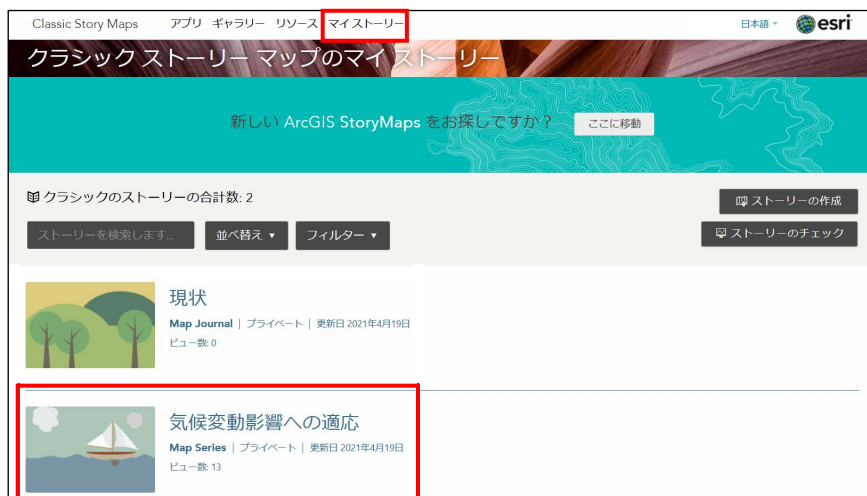 Classic Story Maps アプリ ギャラリー リソース マイストーリー 日本語 esri
クラシック ストーリー マップのマイ ストーリー
新しい ArcGIS StoryMaps をお探しですか？ ここに移動
クラシックのストーリーの合計数: 2
ストーリーの作成
ストーリーを検索します... 並べ替え フィルター
ストーリーのチェック
現状
Map Journal | プライベート | 更新日 2021年4月19日
ビュー数: 0
気候変動影響への適応
Map Series | プライベート | 更新日 2021年4月19日
ビュー数: 13